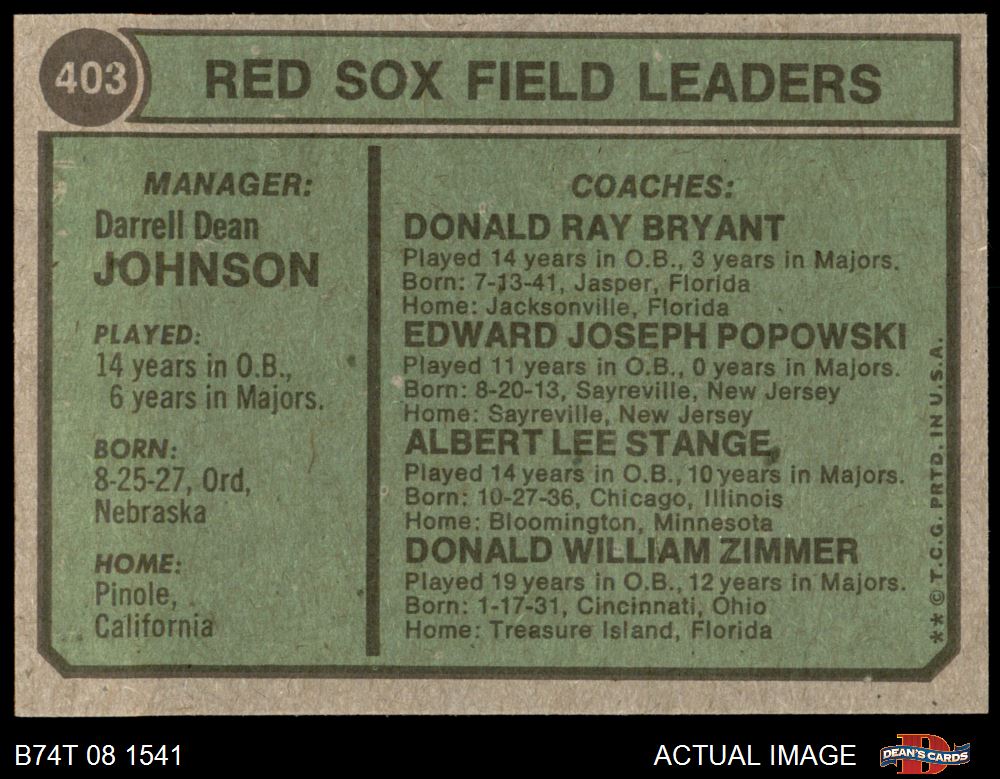 403
RED SOX FIELD LEADERS
MANAGER:
Darrell Dean
JOHNSON
PLAYED:
14 years in O.B.,
6 years in Majors.
BORN:
8-25-27, Ord,
Nebraska
HOME:
Pinole,
California
COACHES:
DONALD RAY BRYANT
Played 14 years in O.B., 3 years in Majors.
Born: 7-13-41, Jasper, Florida
Home: Jacksonville, Florida
EDWARD JOSEPH POPOWSKI
Played 11 years in O.B., 0 years in Majors.
Born: 8-20-13, Sayreville, New Jersey
Home: Sayreville, New Jersey
ALBERT LEE STANGE
Played 14 years in O.B., 10 years in Majors.
Born: 10-27-36, Chicago, Illinois
Home: Bloomington, Minnesota
DONALD WILLIAM ZIMMER
Played 19 years in O.B., 12 years in Majors.
Born: 1-17-31, Cincinnati, Ohio
Home: Treasure Island, Florida
** © T.C.G. PRTD. IN U.S.A.
B74T 08 1541
ACTUAL IMAGE
D
DEAN'S CARDS